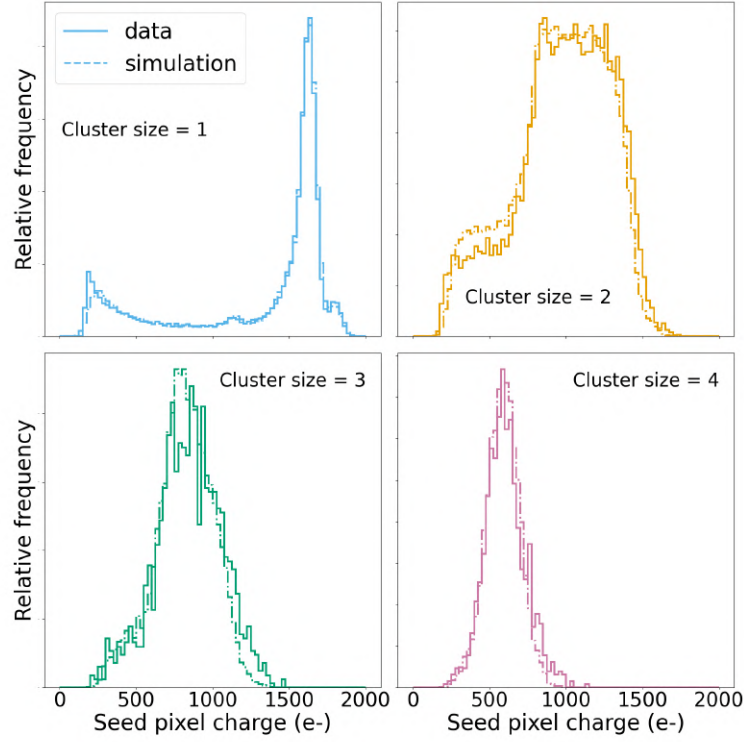 data
simulation
Cluster size = 1
Relative frequency
Cluster size = 2
Cluster size = 3
Relative frequency
Cluster size = 4
0 500 1000 1500 2000
0 500 1000 1500 2000
Seed pixel charge (e-)
Seed pixel charge (e-)